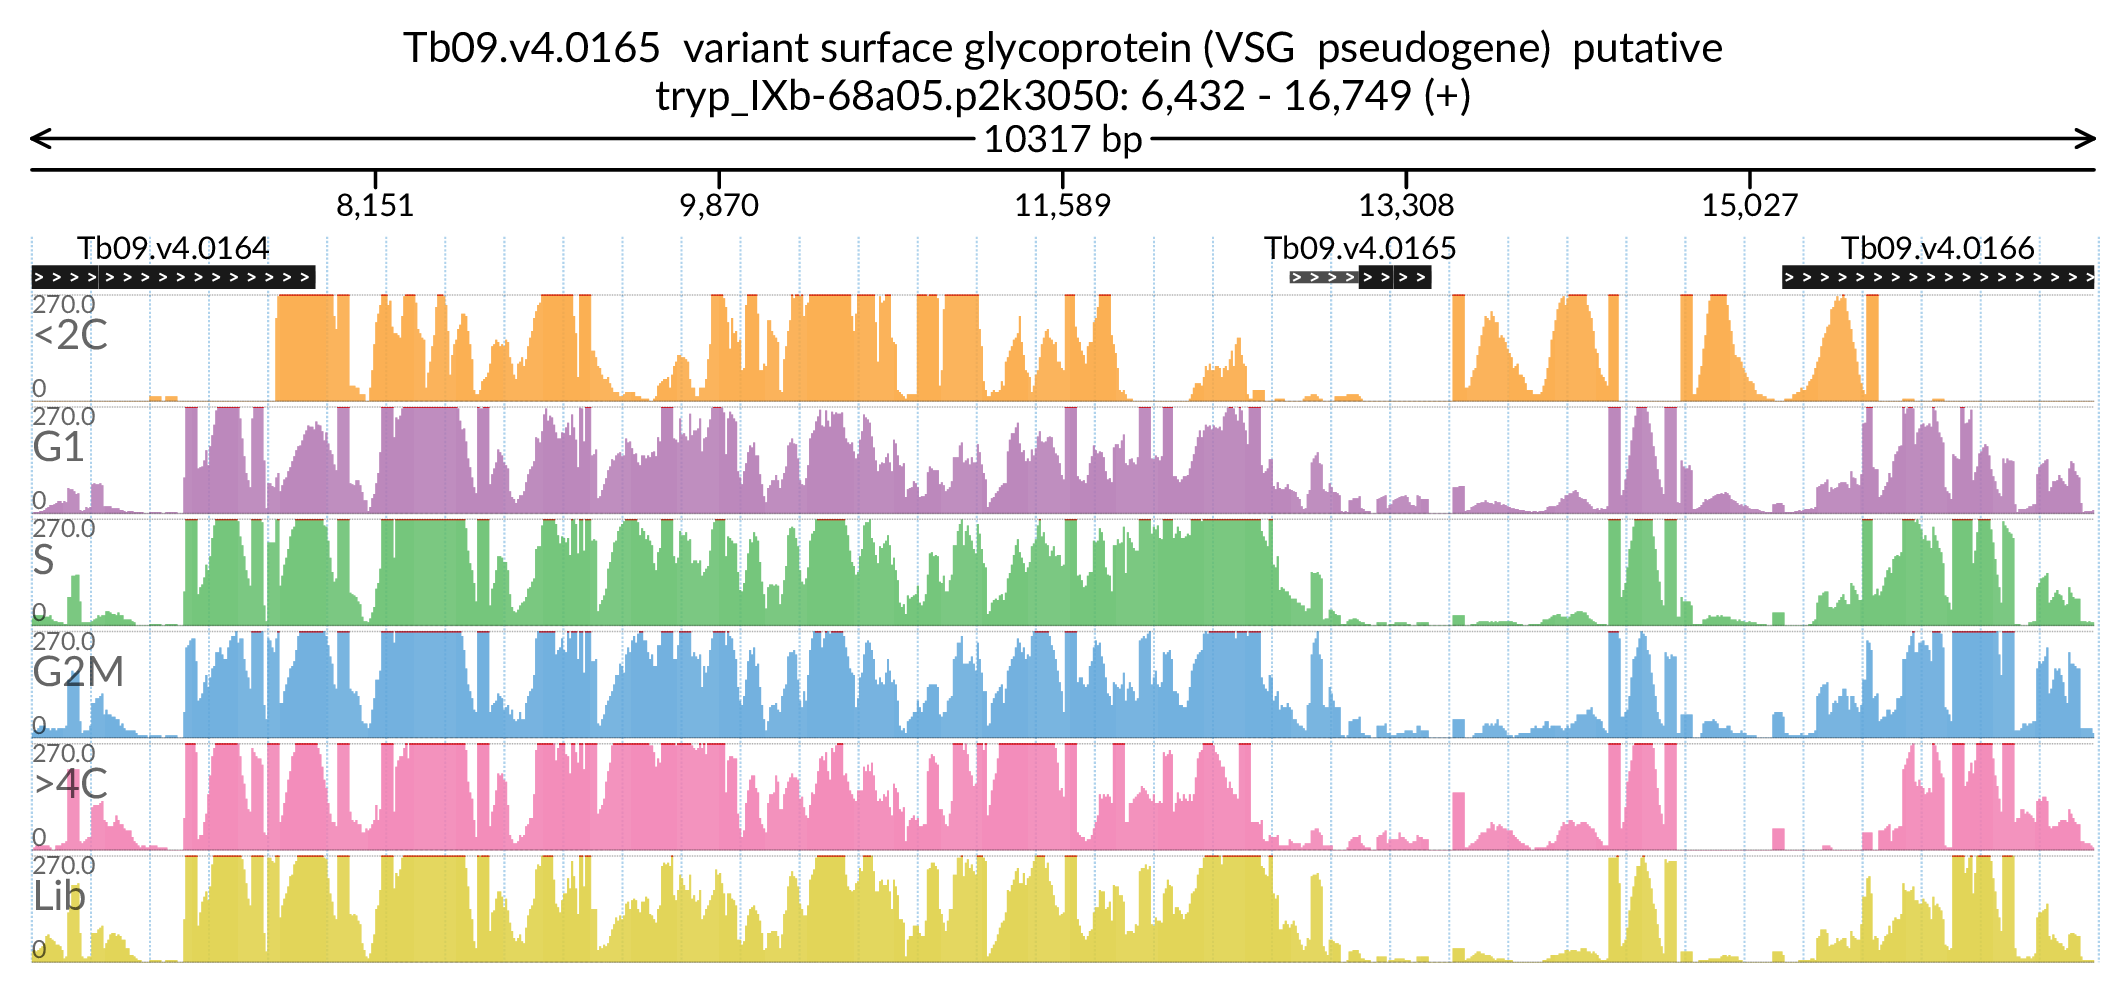 Tb09.v4.0165 variant surface glycoprotein (VSG pseudogene) putative
tryp_IXb-68a05.p2k3050: 6,432 - 16,749 (+)
10317 bp
8,151 9,870 11,589 13,308 15,027
Tb09.v4.0164 Tb09.v4.0165 Tb09.v4.0166
270.0
<2C
0
270.0
G1
0
270.0
S
0
270.0
G2M
0
270.0
>4C
0
270.0
Lib
0